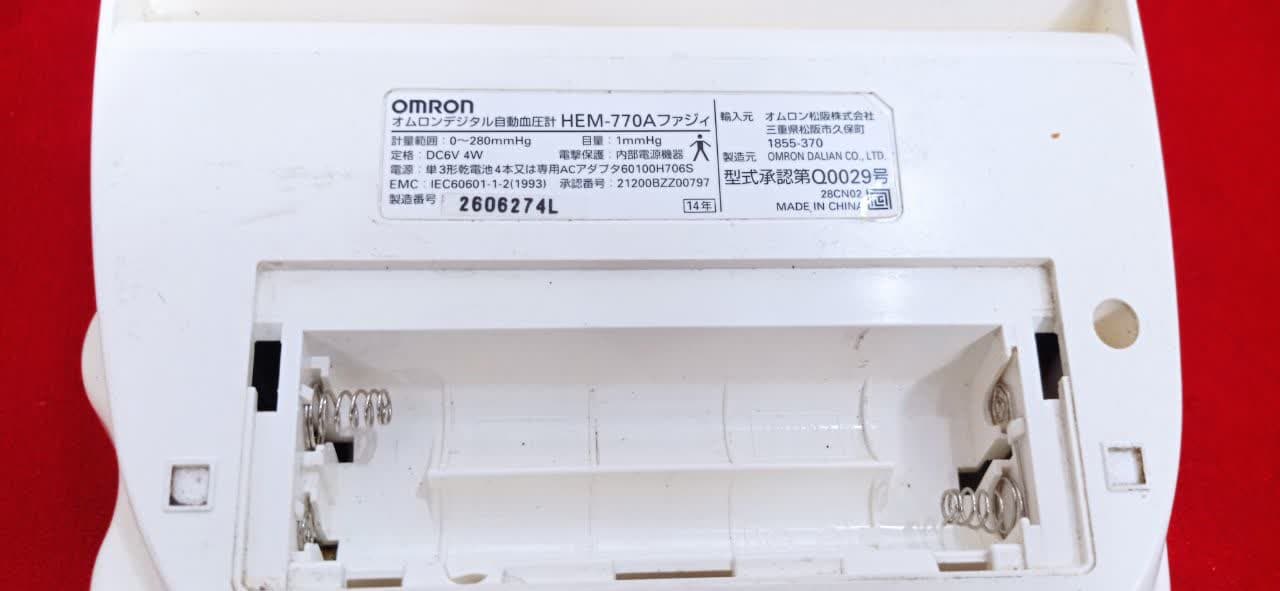 OMRON
オムロンデジタル自動血圧計 HEM-770Aファジィ
計量範囲 : 0～280mmHg 目量 : 1mmHg
定格 : DC6V 4W 電撃保護 : 内部電源機器
電源 : 単3形乾電池4本又は専用ACアダプタ60100H706S
EMC : IEC60601-1-2(1993) 承認番号 : 21200BZZ00797
製造番号 : 2606274L 14年
輸入元 オムロン松阪株式会社
三重県松阪市久保町
1855-370
製造元 OMRON DALIAN CO., LTD.
型式承認第Q0029号
28CN02
MADE IN CHINA